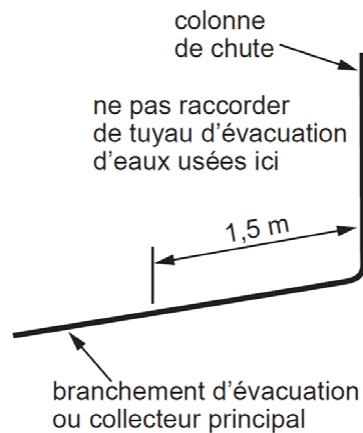 colonne
de chute
ne pas raccorder
de tuyau d'évacuation
d'eaux usées ici
1,5 m
branchement d'évacuation
ou collecteur principal